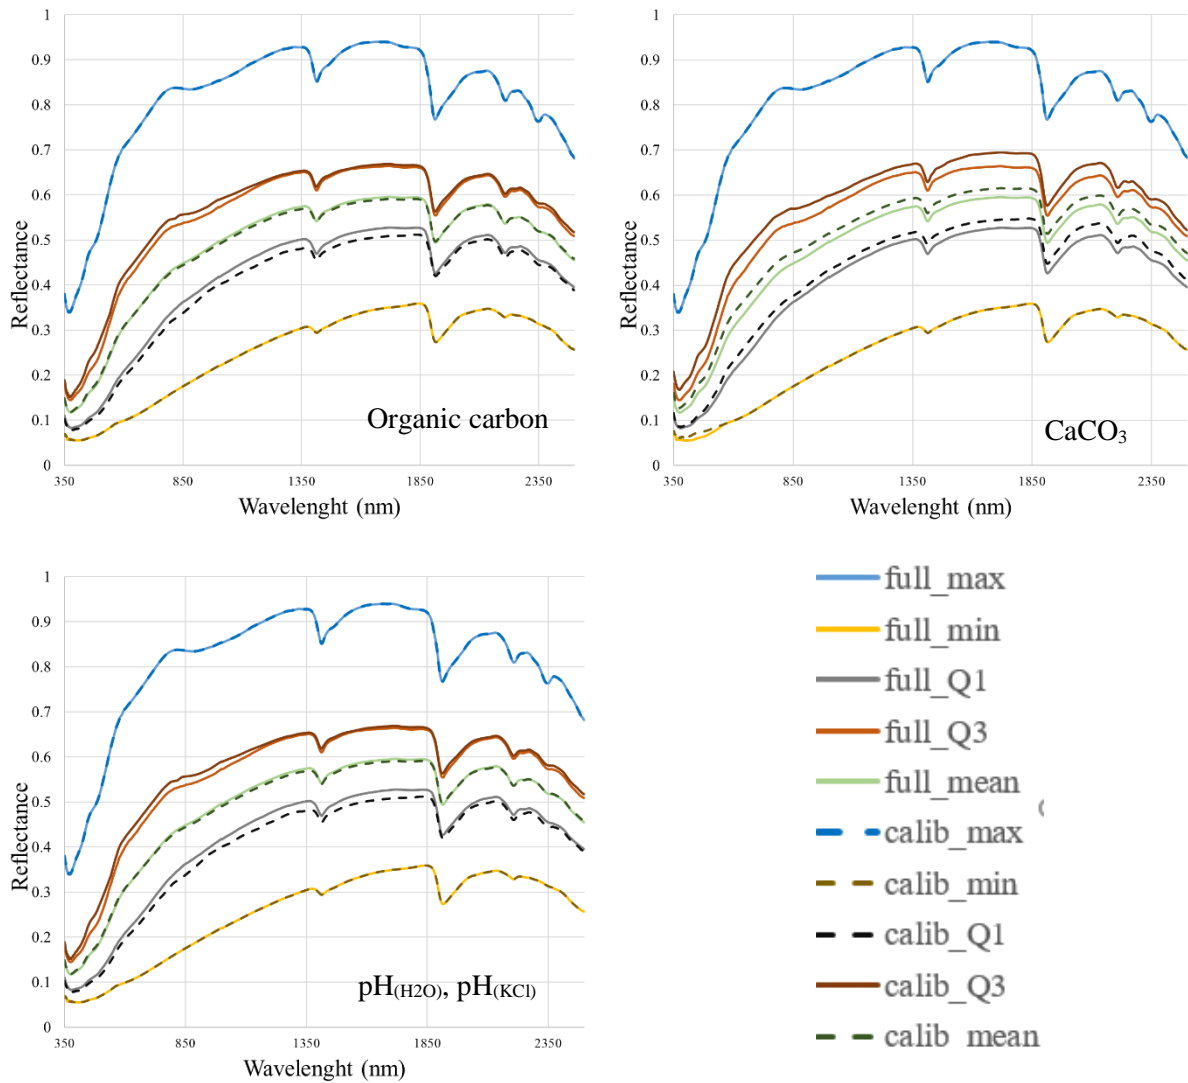 1
0.9
0.8
0.7
0.6
0.5
0.4
0.3
0.2
0.1
0
Reflectance
350
850
1350
1850
2350
Wavelenght (nm)
Organic carbon
1
0.9
0.8
0.7
0.6
0.5
0.4
0.3
0.2
0.1
0
Reflectance
350
850
1350
1850
2350
Wavelenght (nm)
CaCO3
1
0.9
0.8
0.7
0.6
0.5
0.4
0.3
0.2
0.1
0
Reflectance
350
850
1350
1850
2350
Wavelenght (nm)
pH(H2O), pH(KCl)
full_max
full_min
full_Q1
full_Q3
full_mean
calib_max
calib_min
calib_Q1
calib_Q3
calib_mean